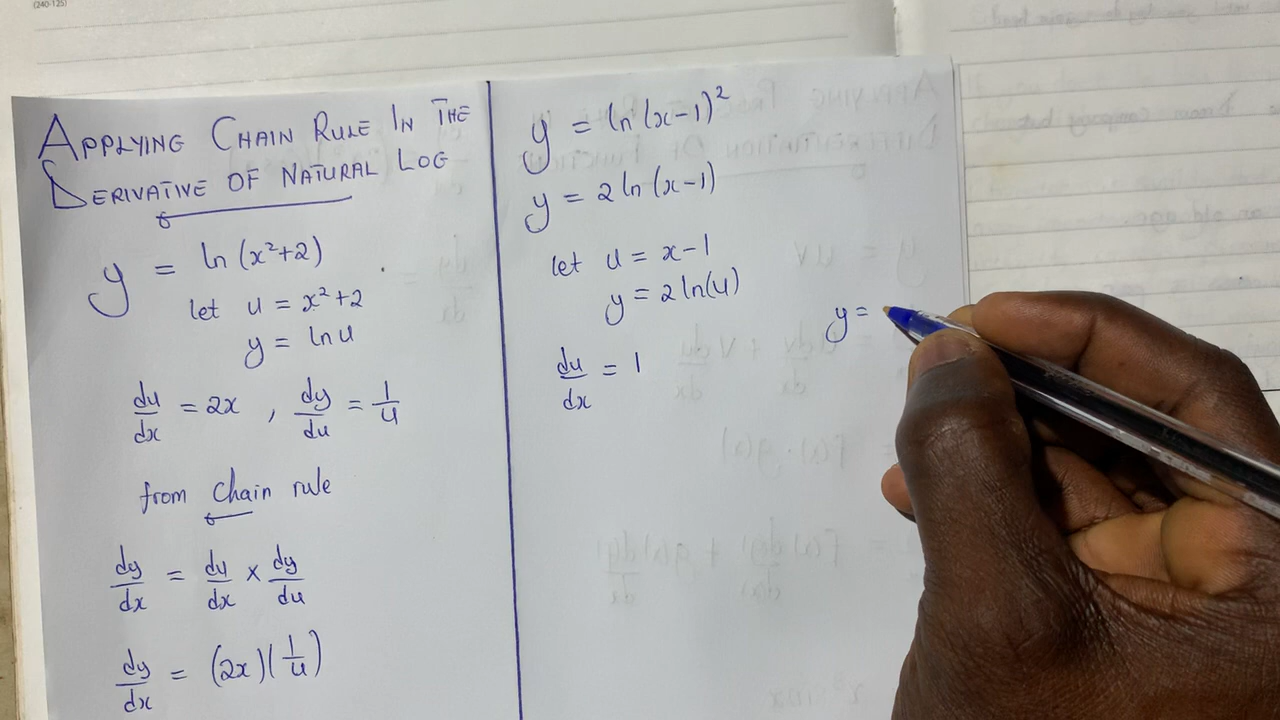 (240-125)
APPLYING CHAIN RULE IN THE
DERIVATIVE OF NATURAL LOG
y = ln (x²+2)
let u = x²+2
y = ln u
du/dx = 2x , dy/du = 1/u
from chain rule
dy/dx = du/dx × dy/du
dy/dx = (2x)(1/u)
y = ln (x-1)²
y = 2 ln (x-1)
let u = x-1
y = 2 ln(u)
du/dx = 1
y =